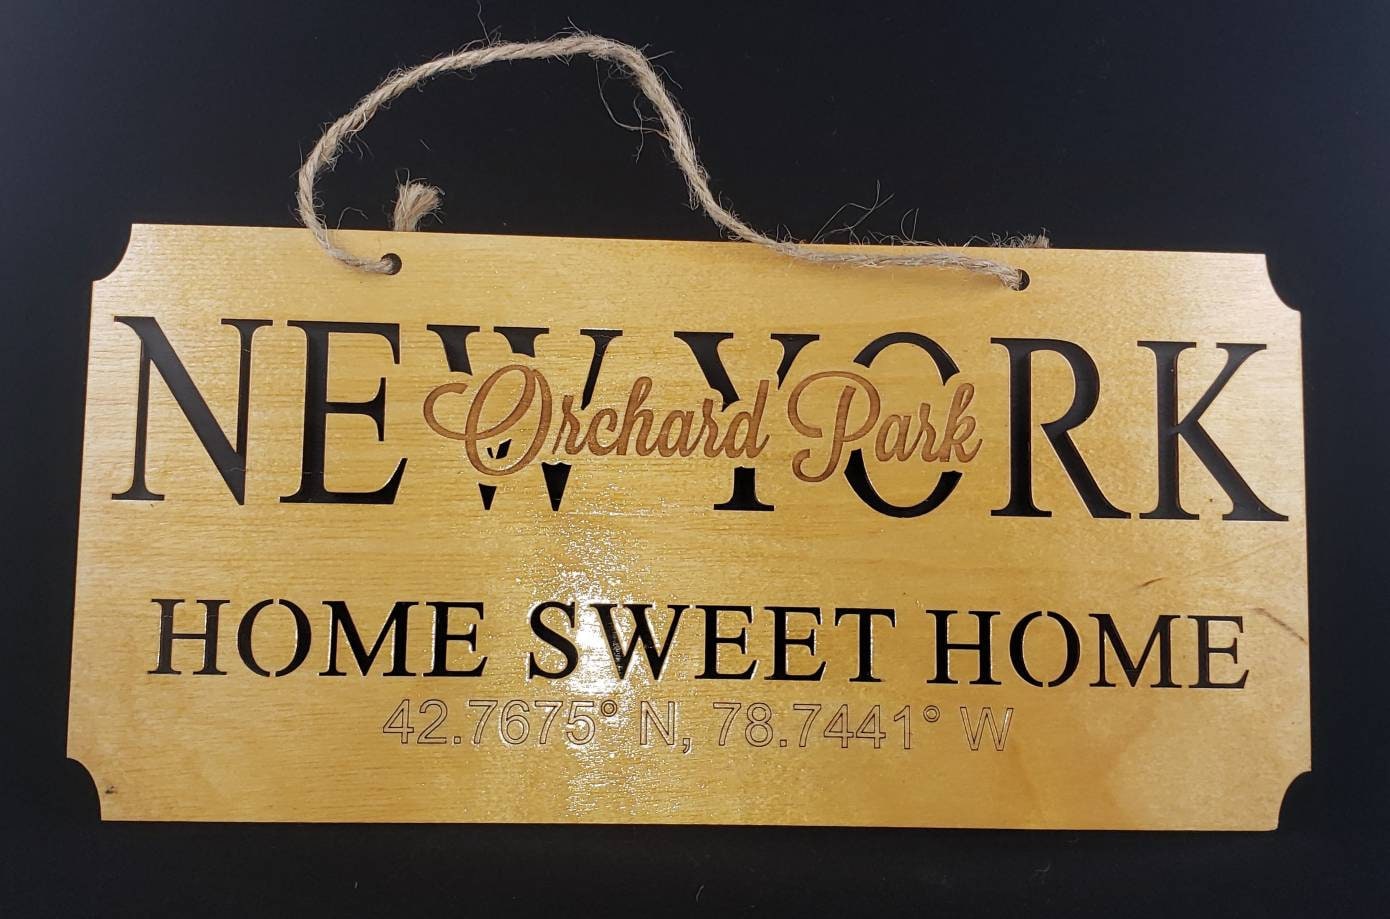 NEW YORK
Orchard Park
HOME SWEET HOME
42.7675° N, 78.7441° W